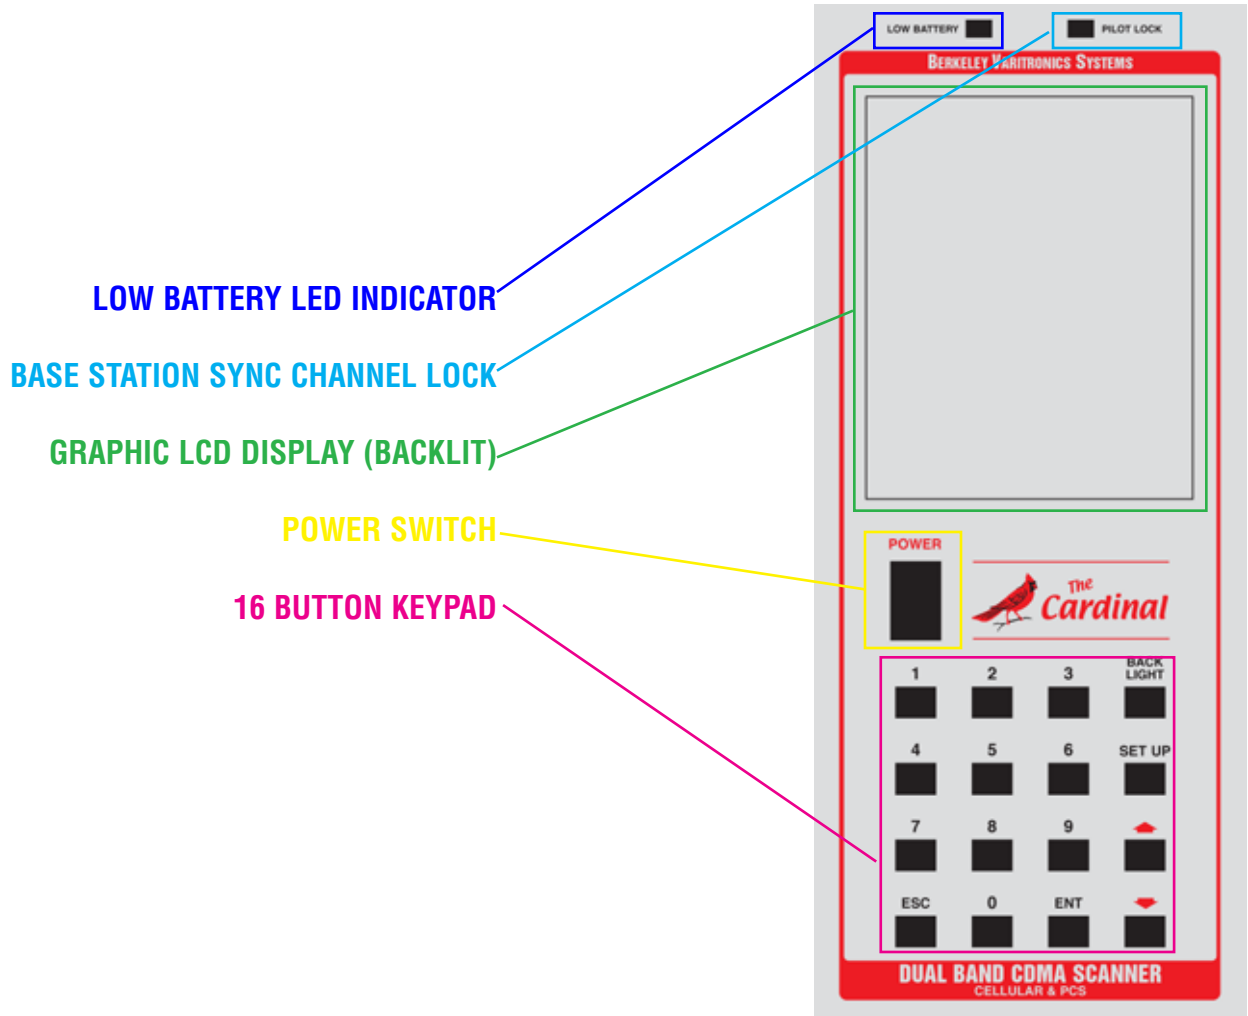 LOW BATTERY
PILOT LOCK
BERKELEY VARITRONICS SYSTEMS
LOW BATTERY LED INDICATOR
BASE STATION SYNC CHANNEL LOCK
GRAPHIC LCD DISPLAY (BACKLIT)
POWER SWITCH
16 BUTTON KEYPAD
POWER
The
Cardinal
1 2 3 BACK
LIGHT
4 5 6 SET UP
7 8 9
ESC 0 ENT
DUAL BAND CDMA SCANNER
CELLULAR & PCS